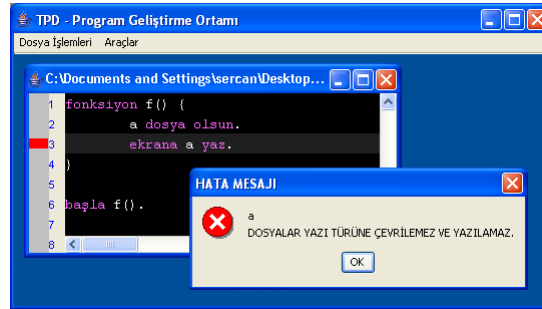 TPD - Program Geliştirme Ortamı
Dosya İşlemleri Araçlar
C:\Documents and Settings\sercan\Desktop...
1 fonksiyon f() {
2 a dosya olsun.
3 ekrana a yaz.
4 }
5
6 başla f().
7
8
HATA MESAJI
a
DOSYALAR YAZI TÜRÜNE ÇEVRİLEMEZ VE YAZILAMAZ.
OK